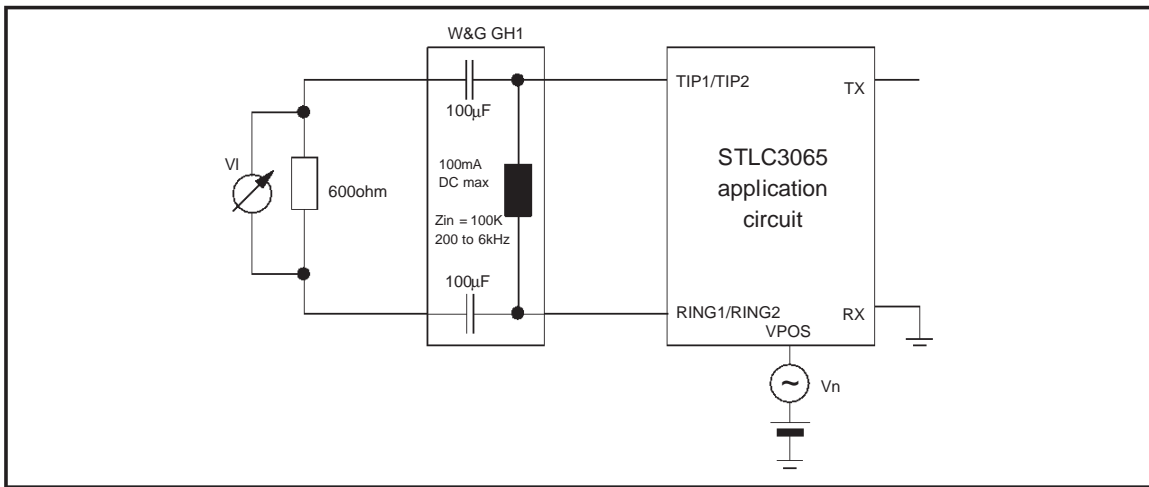 W&G GH1
100μF
TIP1/TIP2
TX
VI
600ohm
100mA
DC max
Zin = 100K
200 to 6kHz
STLC3065
application
circuit
100μF
RING1/RING2
RX
VPOS
~
Vn